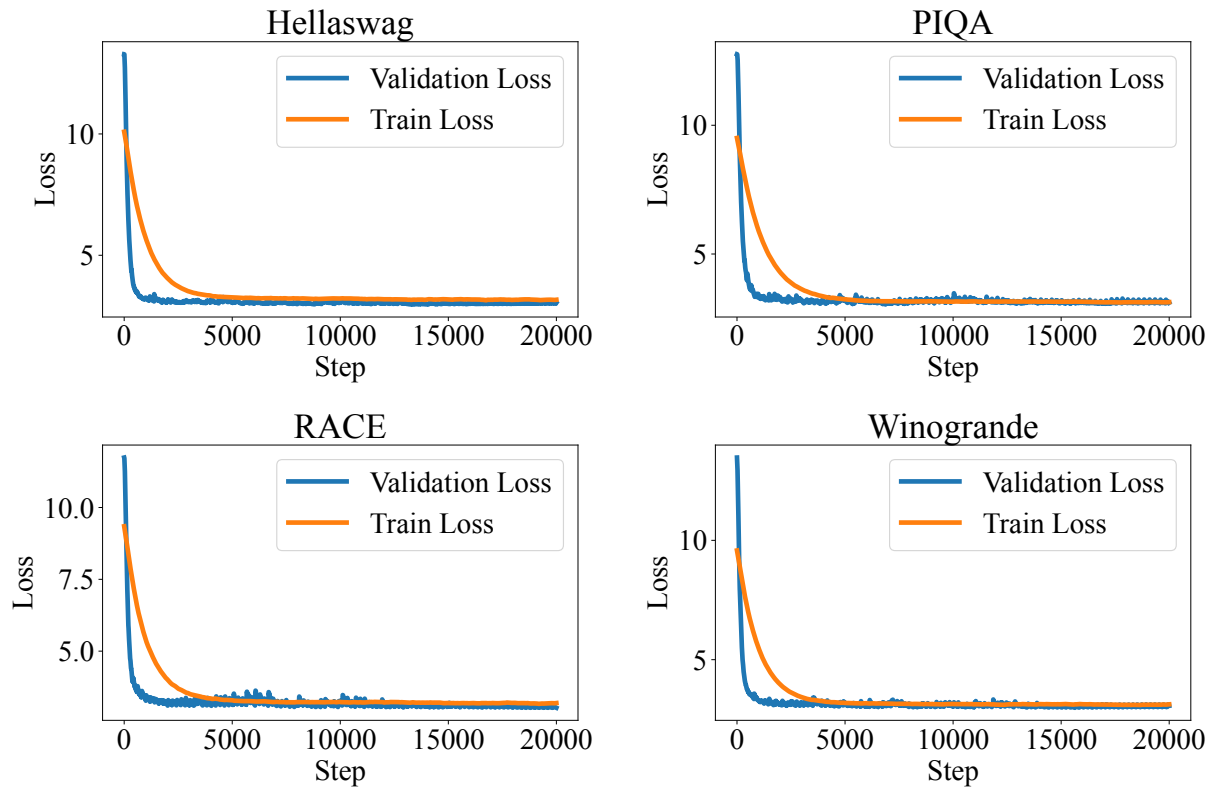 Hellaswag
Validation Loss
Train Loss
10
5
Loss
0 5000 10000 15000 20000
Step
PIQA
Validation Loss
Train Loss
10
5
Loss
0 5000 10000 15000 20000
Step
RACE
Validation Loss
Train Loss
10.0
7.5
5.0
Loss
0 5000 10000 15000 20000
Step
Winogrande
Validation Loss
Train Loss
10
5
Loss
0 5000 10000 15000 20000
Step